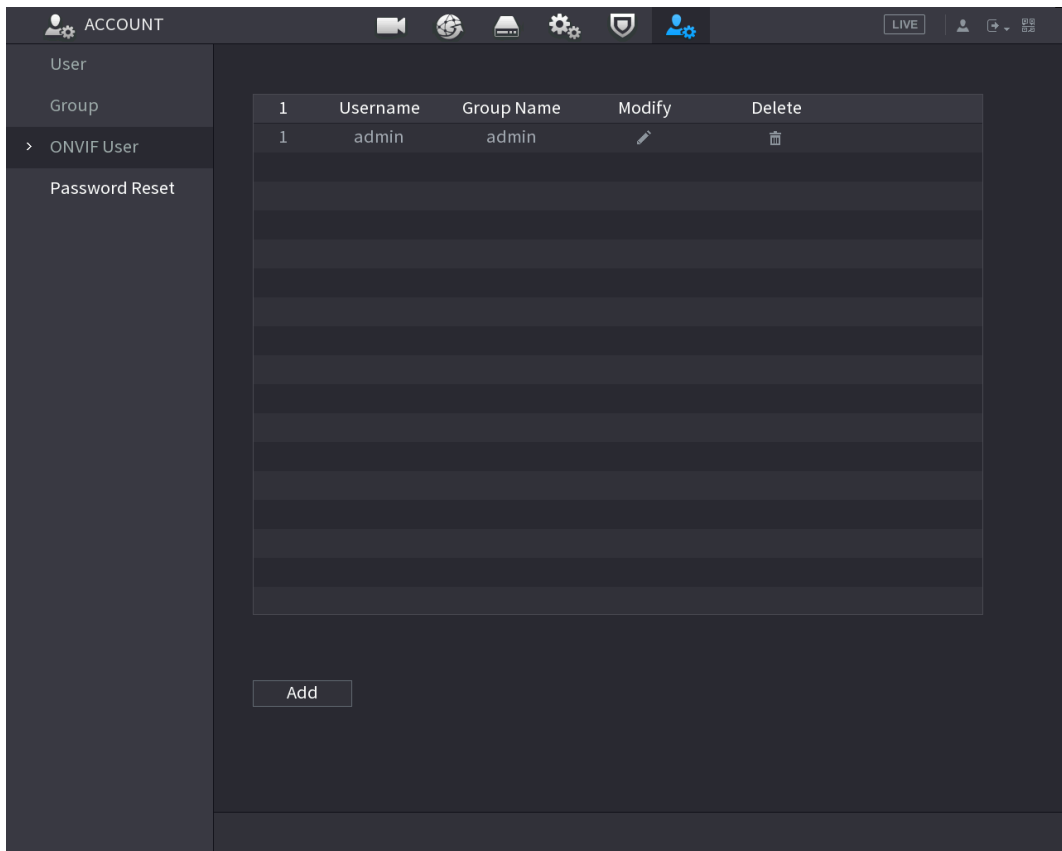 ACCOUNT
LIVE
User
Group
> ONVIF User
Password Reset
1 Username Group Name Modify Delete
1 admin admin
Add